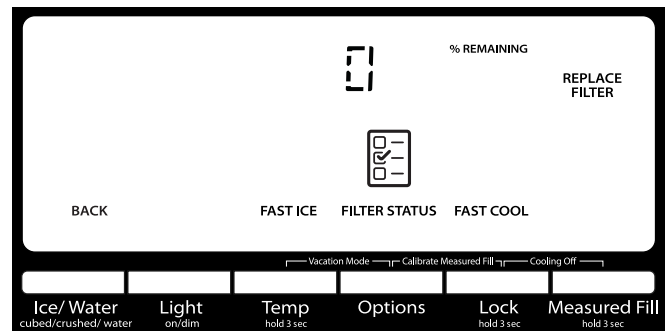 0 % REMAINING
REPLACE
FILTER
BACK FAST ICE FILTER STATUS FAST COOL
Vacation Mode Calibrate Measured Fill Cooling Off
Ice/ Water Light Temp Options Lock Measured Fill
cubed/crushed/ water on/dim hold 3 sec hold 3 sec hold 3 sec